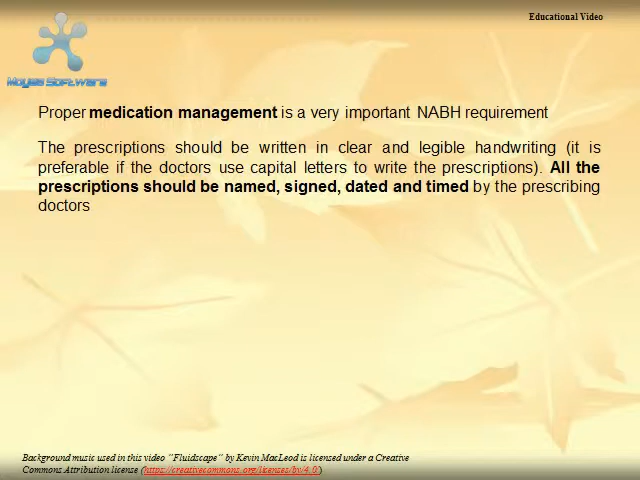 Educational Video
Moyea Software
Proper medication management is a very important NABH requirement
The prescriptions should be written in clear and legible handwriting (it is
preferable if the doctors use capital letters to write the prescriptions). All the
prescriptions should be named, signed, dated and timed by the prescribing
doctors
Background music used in this video "Fluidscape" by Kevin MacLeod is licensed under a Creative
Commons Attribution license (https://creativecommons.org/licenses/by/4.0/)